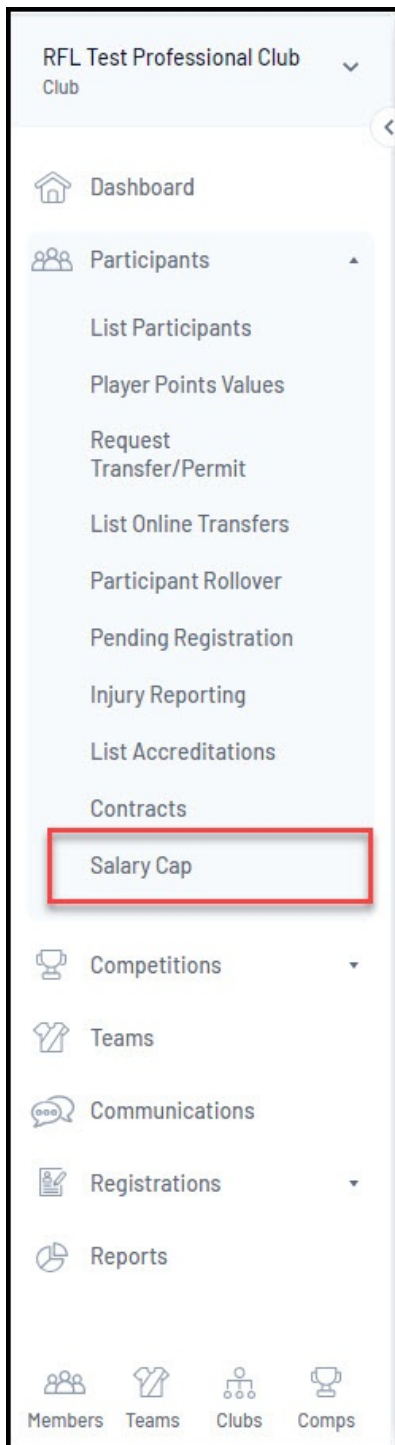 RFL Test Professional Club
Club
Dashboard
Participants
List Participants
Player Points Values
Request
Transfer/Permit
List Online Transfers
Participant Rollover
Pending Registration
Injury Reporting
List Accreditations
Contracts
Salary Cap
Competitions
Teams
Communications
Registrations
Reports
Members Teams Clubs Comps